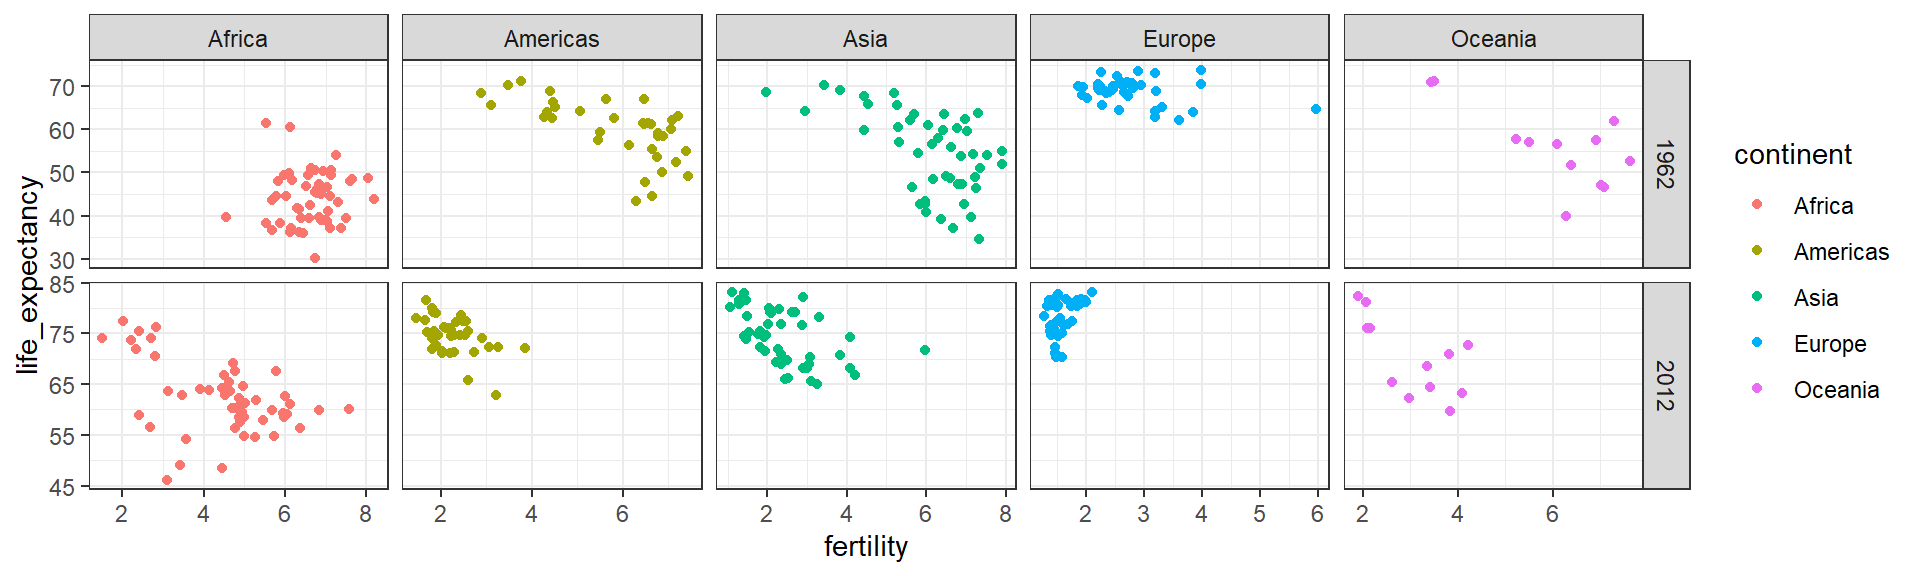 Africa Americas Asia Europe Oceania
70
60
50
40
30
1962
85
75
65
55
45
2012
life_expectancy
2 4 6 8 2 4 6 2 4 6 8 2 3 4 5 6 2 4 6
fertility
continent
Africa
Americas
Asia
Europe
Oceania